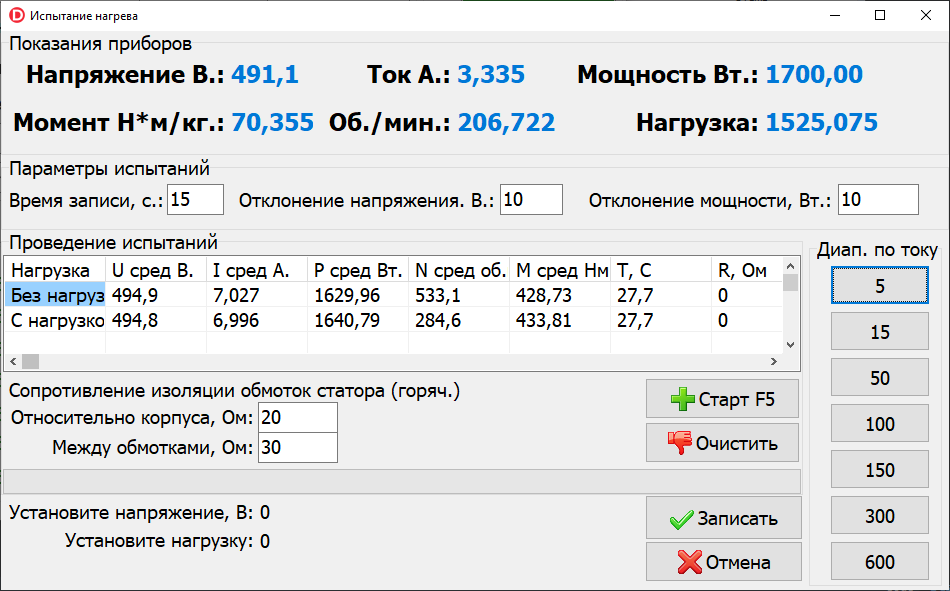 Испытание нагрева
Показания приборов
Напряжение В.: 491,1 Ток А.: 3,335 Мощность Вт.: 1700,00
Момент Н*м/кг.: 70,355 Об./мин.: 206,722 Нагрузка: 1525,075
Параметры испытаний
Время записи, с.: 15 Отклонение напряжения. В.: 10 Отклонение мощности, Вт.: 10
Проведение испытаний
Нагрузка U сред В. I сред А. P сред Вт. N сред об. M сред Нм T, С R, Ом
Без нагруз 494,9 7,027 1629,96 533,1 428,73 27,7 0
С нагрузко 494,8 6,996 1640,79 284,6 433,81 27,7 0
Диап. по току
5
15
50
100
150
300
600
Сопротивление изоляции обмоток статора (горяч.)
Относительно корпуса, Ом: 20
Между обмотками, Ом: 30
Старт F5
Очистить
Установите напряжение, В: 0
Установите нагрузку: 0
Записать
Отмена